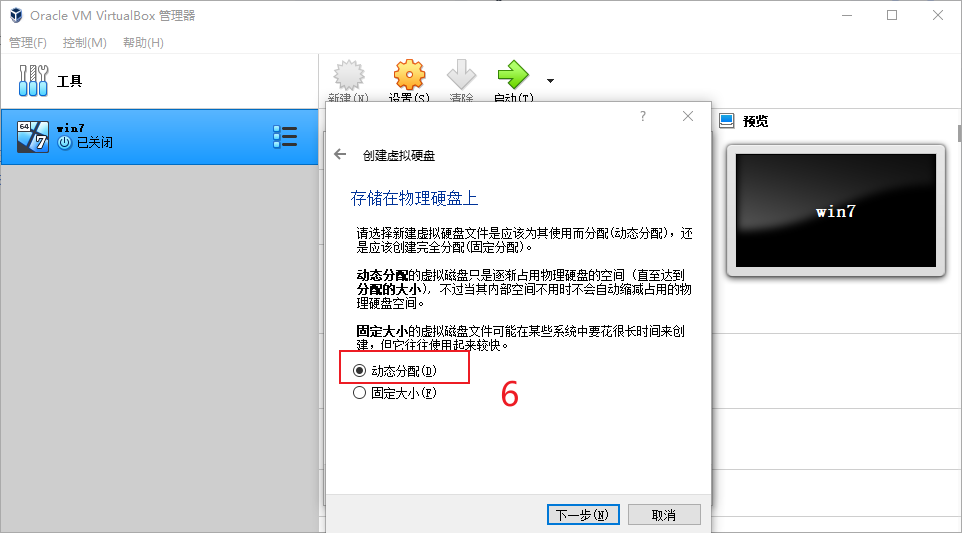 Oracle VM VirtualBox 管理器
管理(F) 控制(M) 帮助(H)
工具
新建(N) 设置(S) 清除 启动(T)
64
7
win7
已关闭
预览
win7
?
创建虚拟硬盘
存储在物理硬盘上
请选择新建虚拟硬盘文件是应该为其使用而分配(动态分配)，还
是应该创建完全分配(固定分配)。
动态分配的虚拟磁盘只是逐渐占用物理硬盘的空间（直至达到
分配的大小），不过当其内部空间不用时不会自动缩减占用的物
理硬盘空间。
固定大小的虚拟磁盘文件可能在某些系统中要花很长时间来创
建，但它往往使用起来较快。
动态分配(D)
固定大小(F)
6
下一步(N) 取消